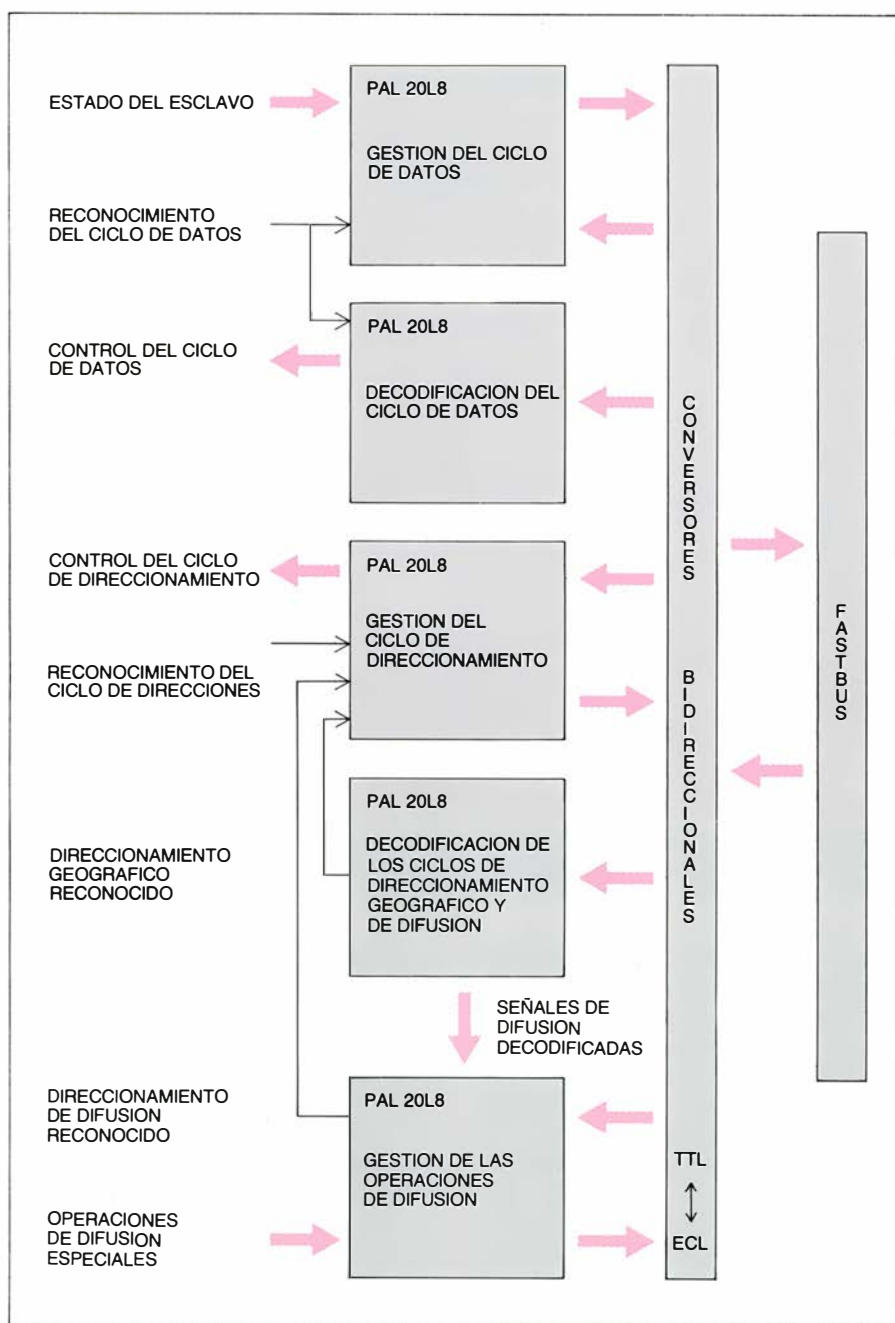 ESTADO DEL ESCLAVO
PAL 20L8
GESTION DEL CICLO
DE DATOS
RECONOCIMIENTO
DEL CICLO DE DATOS
PAL 20L8
DECODIFICACION DEL
CICLO DE DATOS
CONTROL DEL CICLO
DE DATOS
CONTROL DEL CICLO
DE DIRECCIONAMIENTO
PAL 20L8
GESTION DEL
CICLO DE
DIRECCIONAMIENTO
RECONOCIMIENTO DEL
CICLO DE DIRECCIONES
PAL 20L8
DECODIFICACION DE
LOS CICLOS DE
DIRECCIONAMIENTO
GEOGRAFICO Y
DE DIFUSION
DIRECCIONAMIENTO
GEOGRAFICO
RECONOCIDO
SEÑALES DE
DIFUSION
DECODIFICADAS
DIRECCIONAMIENTO
DE DIFUSION
RECONOCIDO
PAL 20L8
GESTION DE LAS
OPERACIONES
DE DIFUSION
OPERACIONES
DE DIFUSION
ESPECIALES
CONVERSORES BIDIRECCIONALES
TTL
ECL
FASTBUS